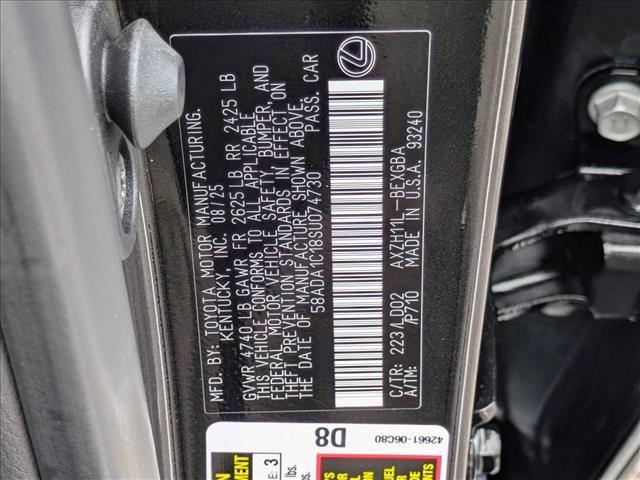 MFD. BY: TOYOTA MOTOR MANUFACTURING.
KENTUCKY, INC. 08/25
GVWR 4740 LB GAWR FR 2625 LB RR 2425 LB
THIS VEHICLE CONFORMS TO ALL APPLICABLE
FEDERAL MOTOR VEHICLE SAFETY, BUMPER, AND
THEFT PREVENTION STANDARDS IN EFFECT ON
THE DATE OF MANUFACTURE SHOWN ABOVE.
58ADA1C18SU074730 PASS. CAR
C/TR: 223/LD02 AXZH11L-BEXGBA
A/TM: /P710 MADE IN U.S.A. 93240
D8
42661-06C80
E: 3
lbs.